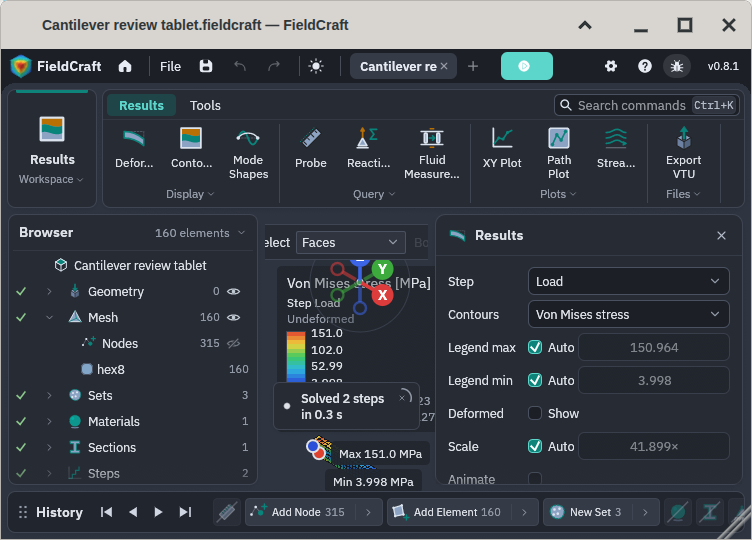 Cantilever review tablet.fieldcraft — FieldCraft
FieldCraft File Cantilever re × + v0.8.1
Results Tools Search commands Ctrl+K
Results
Workspace
Defor... Conto... Mode Shapes Probe Reacti... Fluid Measure... XY Plot Path Plot Strea... Export VTU
Display Query Plots Files
Browser 160 elements
Cantilever review tablet
Geometry 0
Mesh 160
Nodes 315
hex8 160
Sets 3
Materials 1
Sections 1
Steps 2
elect Faces Bo
Y
X
Von Mises stress [MPa]
Step Load
Undeformed
151.0
102.0
52.99
3.998
Solved 2 steps
in 0.3 s
23
27
Max 151.0 MPa
Min 3.998 MPa
Results
Step Load
Contours Von Mises stress
Legend max Auto 150.964
Legend min Auto 3.998
Deformed Show
Scale Auto 41.899×
Animate
History Add Node 315 Add Element 160 New Set 3